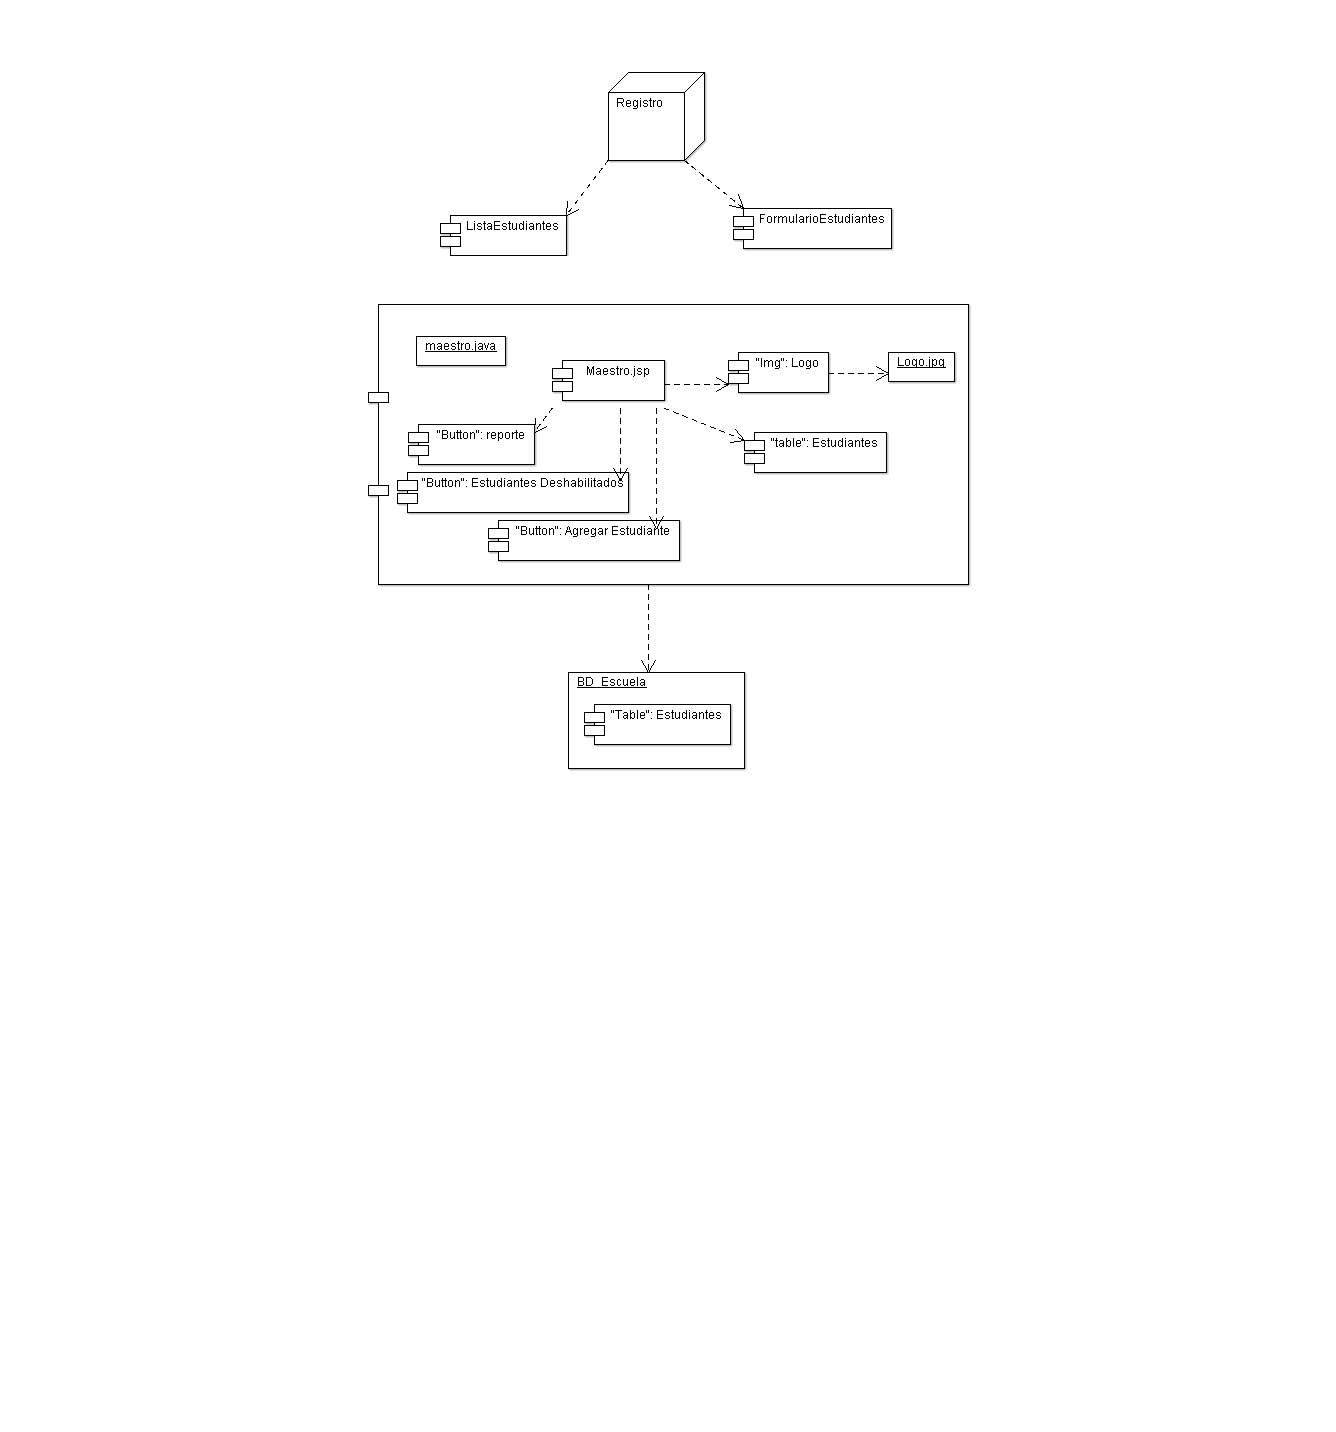 Registro
ListaEstudiantes
FormularioEstudiantes
maestro.java
Maestro.jsp
"Img": Logo
Logo.jpg
"Button": reporte
"table": Estudiantes
"Button": Estudiantes Deshabilitados
"Button": Agregar Estudiante
BD_Escuela
"Table": Estudiantes